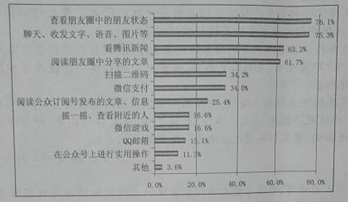 查看朋友圈中的朋友状态 78.1%
聊天、收发文字、语音、图片等 76.3%
看腾讯新闻 63.2%
阅读朋友圈中分享的文章 61.7%
扫描二维码 34.2%
微信支付 34.0%
阅读公众订阅号发布的文章、信息 25.4%
摇一摇、查看附近的人 16.6%
微信游戏 16.6%
QQ邮箱 15.1%
在公众号上进行实用操作 11.3%
其他 3.6%
0.0% 20.0% 40.0% 60.0% 80.0%